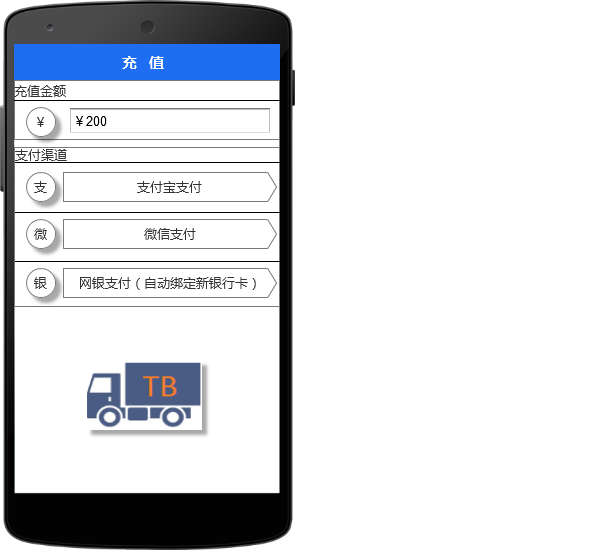 充 值
充值金额
¥
￥200
支付渠道
支 支付宝支付
微 微信支付
银 网银支付（自动绑定新银行卡）
TB